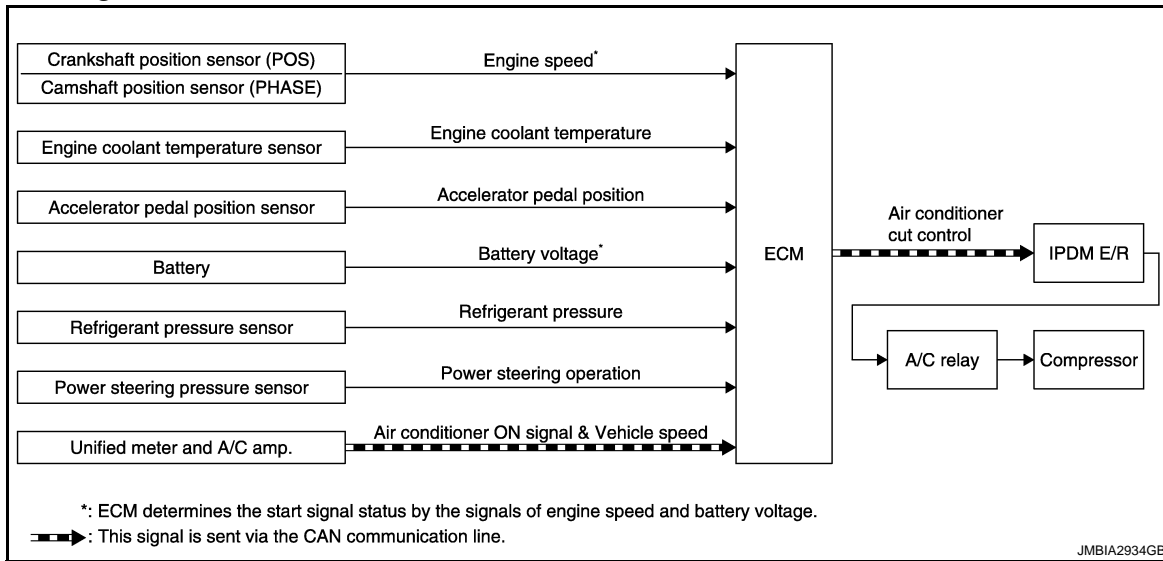 Crankshaft position sensor (POS)
Camshaft position sensor (PHASE)
Engine speed*
Engine coolant temperature sensor
Engine coolant temperature
Accelerator pedal position sensor
Accelerator pedal position
Battery
Battery voltage*
Refrigerant pressure sensor
Refrigerant pressure
Power steering pressure sensor
Power steering operation
Unified meter and A/C amp.
Air conditioner ON signal & Vehicle speed
ECM
Air conditioner
cut control
IPDM E/R
A/C relay
Compressor
*: ECM determines the start signal status by the signals of engine speed and battery voltage.
: This signal is sent via the CAN communication line.
JMBIA2934GB